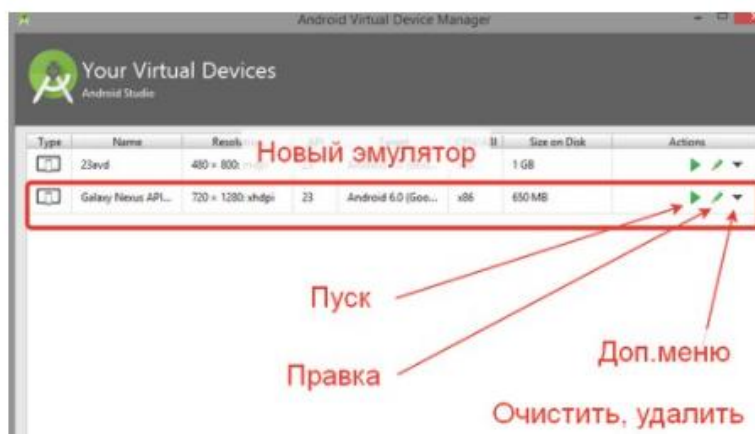 Android Virtual Device Manager
Your Virtual Devices
Android Studio
Type Name Resol Size on Disk Actions
Новый эмулятор
23avd 480 × 800: 1 GB
Galaxy Nexus API... 720 × 1280: xhdpi 23 Android 6.0 (Goo... x86 650 MB
Пуск
Доп.меню
Правка
Очистить, удалить